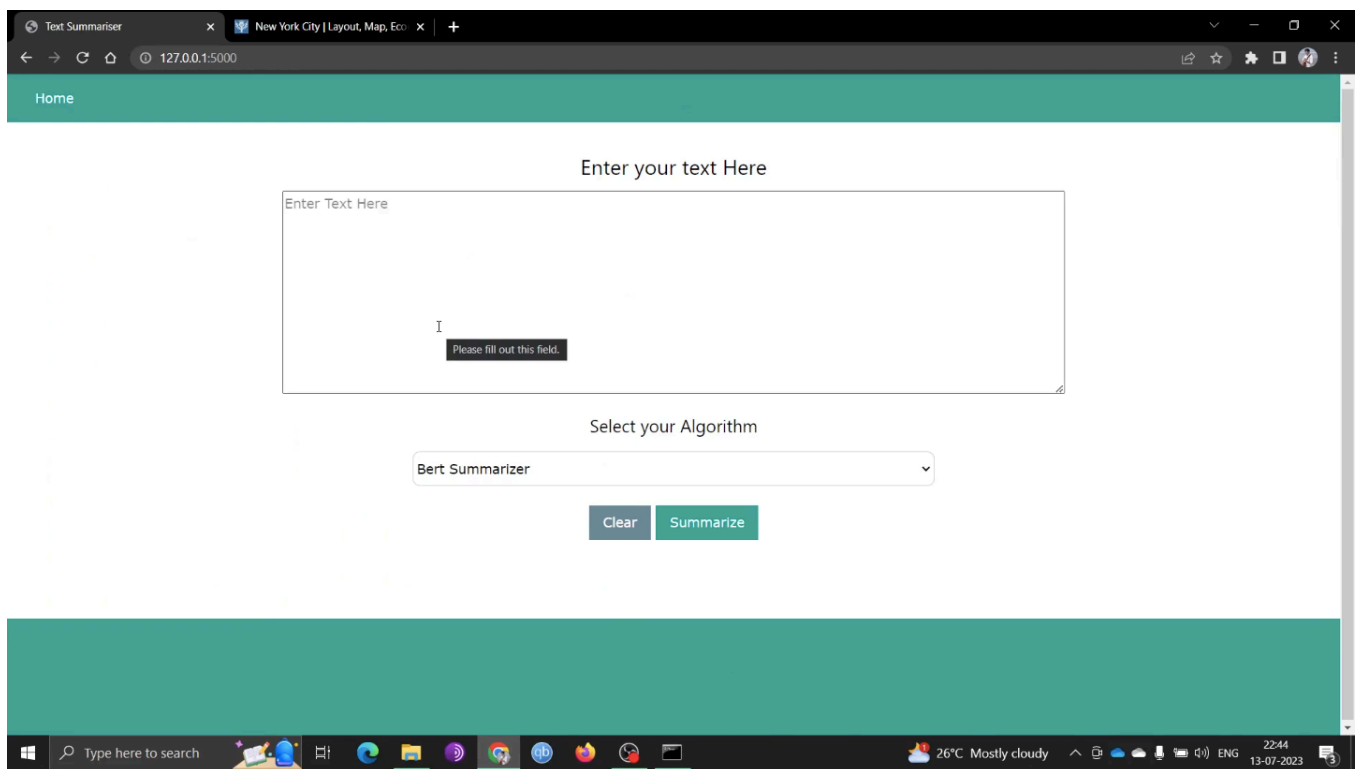 Text Summariser
New York City | Layout, Map, Eco
127.0.0.1:5000
Home
Enter your text Here
Enter Text Here
Please fill out this field.
Select your Algorithm
Bert Summarizer
Clear Summarize
Type here to search
qb
26°C Mostly cloudy
ENG
22:44
13-07-2023
3